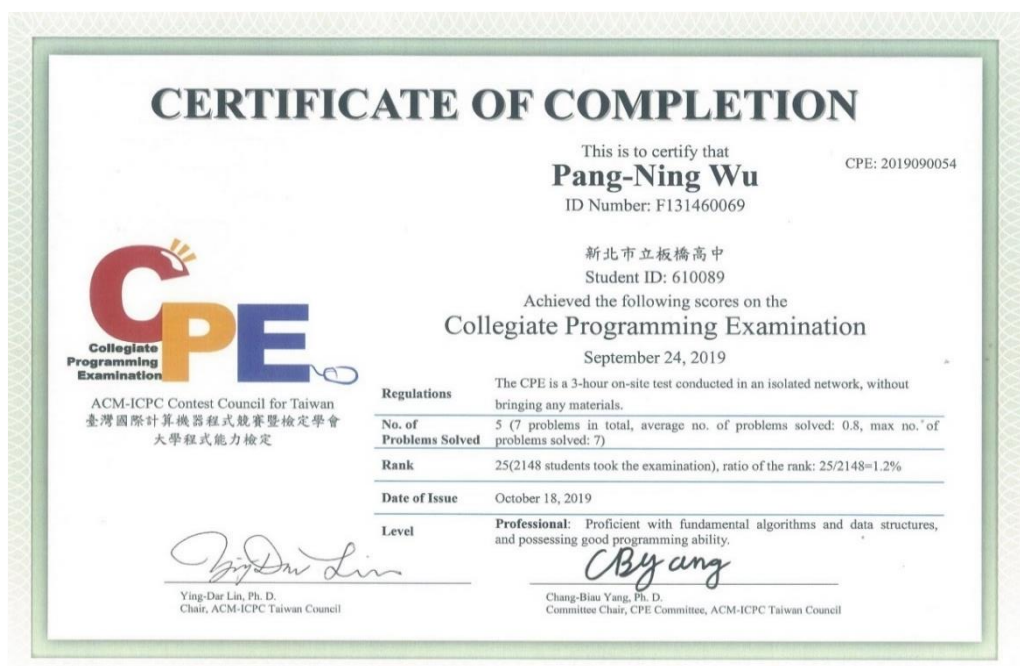 CERTIFICATE OF COMPLETION
This is to certify that
Pang-Ning Wu
CPE: 2019090054
ID Number: F131460069
新北市立板橋高中
Student ID: 610089
Achieved the following scores on the
Collegiate Programming Examination
September 24, 2019
CPE
Collegiate
Programming
Examination
ACM-ICPC Contest Council for Taiwan
臺灣國際計算機器程式競賽暨檢定學會
大學程式能力檢定
Regulations
The CPE is a 3-hour on-site test conducted in an isolated network, without
bringing any materials.
No. of
Problems Solved
5 (7 problems in total, average no. of problems solved: 0.8, max no. of
problems solved: 7)
Rank
25(2148 students took the examination), ratio of the rank: 25/2148=1.2%
Date of Issue
October 18, 2019
Level
Professional: Proficient with fundamental algorithms and data structures,
and possessing good programming ability.
Ying-Dar Lin
CB Yang
Ying-Dar Lin, Ph. D.
Chair, ACM-ICPC Taiwan Council
Chang-Biau Yang, Ph. D.
Committee Chair, CPE Committee, ACM-ICPC Taiwan Council